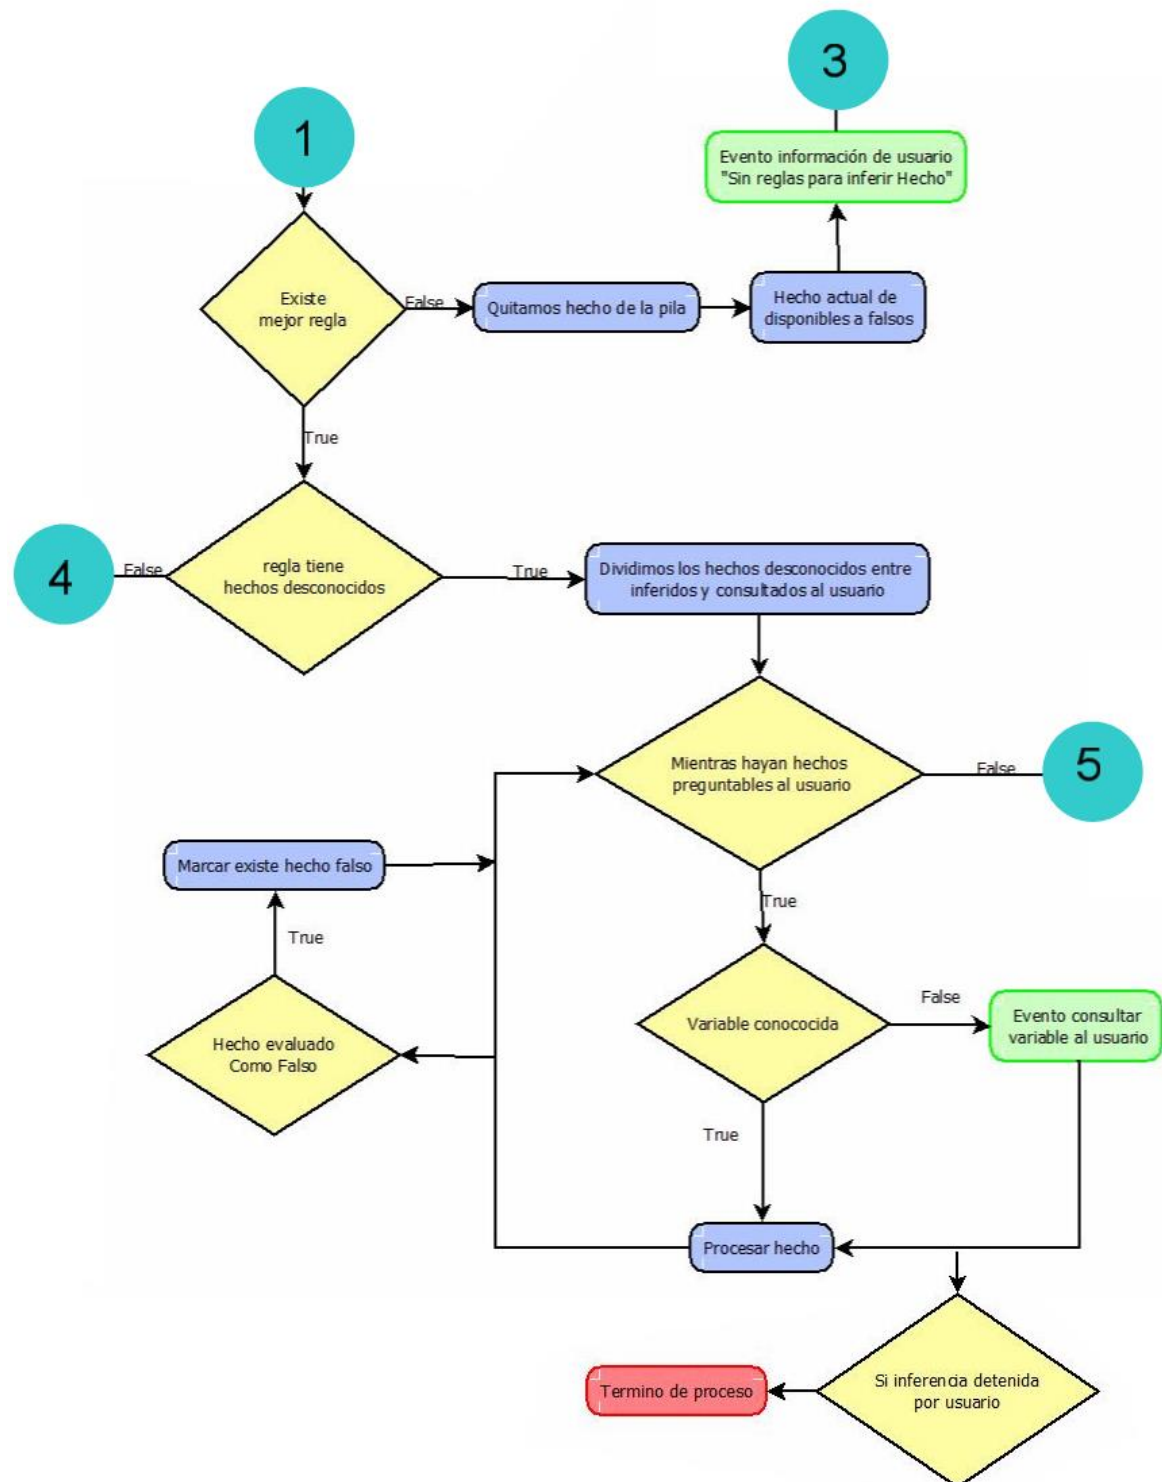 3
1
Evento información de usuario
"Sin reglas para inferir Hecho"
Existe
mejor regla
False
Quitamos hecho de la pila
Hecho actual de
disponibles a falsos
True
4
False
regla tiene
hechos desconocidos
True
Dividimos los hechos desconocidos entre
inferidos y consultados al usuario
Mientras hayan hechos
preguntables al usuario
False
5
Marcar existe hecho falso
True
True
Hecho evaluado
Como Falso
Variable conococida
False
Evento consultar
variable al usuario
True
Procesar hecho
Si inferencia detenida
por usuario
Termino de proceso